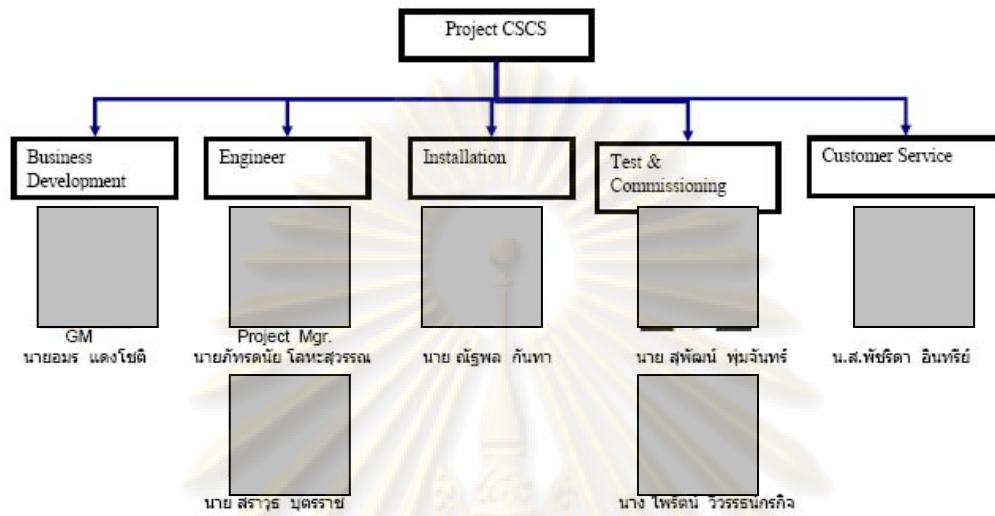 Project CSCS
Business
Development
Engineer
Installation
Test &
Commissioning
Customer Service
GM
นายอมร แดงโชติ
Project Mgr.
นายภัทรดนัย โลหะสุวรรณ
นาย ณัฐพล กันทา
นาย สุพัฒน์ พุ่มจันทร์
น.ส.พัชริดา อินทรีย์
นาย สราวุธ บุตรราช
นาง ไพรัตน์ วิวรรธนกรกิจ